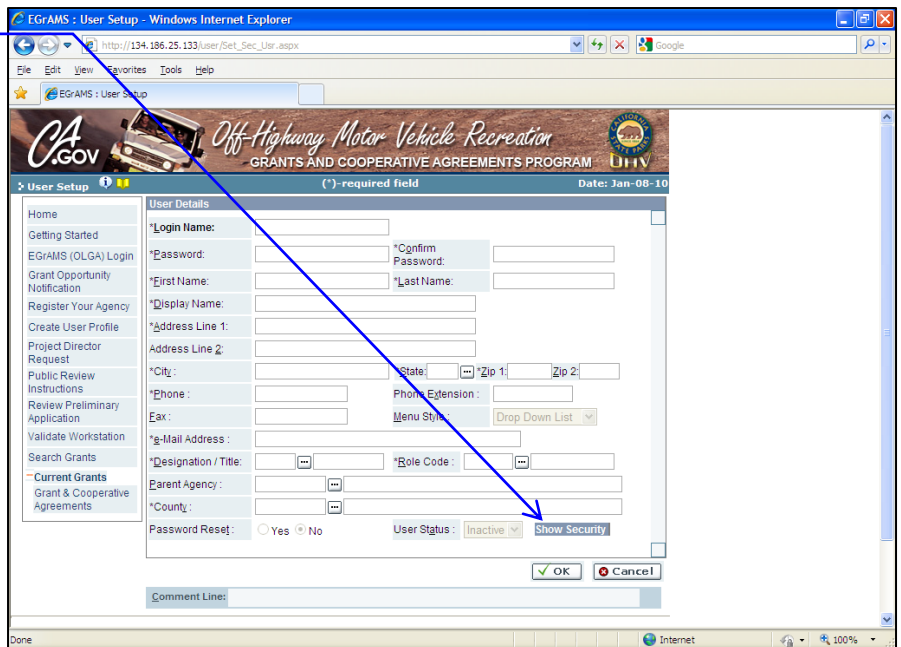 EGrAMS : User Setup - Windows Internet Explorer
http://134.186.25.133/user/Set_Sec_Usr.aspx
Google
File Edit View Favorites Tools Help
EGrAMS : User Setup
CA.GOV
Off-Highway Motor Vehicle Recreation
GRANTS AND COOPERATIVE AGREEMENTS PROGRAM
CALIFORNIA
STATE PARKS
OHV
User Setup (*)-required field Date: Jan-08-10
Home
Getting Started
EGrAMS (OLGA) Login
Grant Opportunity
Notification
Register Your Agency
Create User Profile
Project Director
Request
Public Review
Instructions
Review Preliminary
Application
Validate Workstation
Search Grants
Current Grants
Grant & Cooperative
Agreements
User Details
*Login Name:
*Password: *Confirm
Password:
*First Name: *Last Name:
*Display Name:
*Address Line 1:
Address Line 2:
*City : *State: ... *Zip 1: Zip 2:
*Phone : Phone Extension :
Fax : Menu Style : Drop Down List
*e-Mail Address :
*Designation / Title: ... *Role Code : ...
Parent Agency : ...
*County : ...
Password Reset : Yes No User Status : Inactive Show Security
OK Cancel
Comment Line:
Done Internet 100%